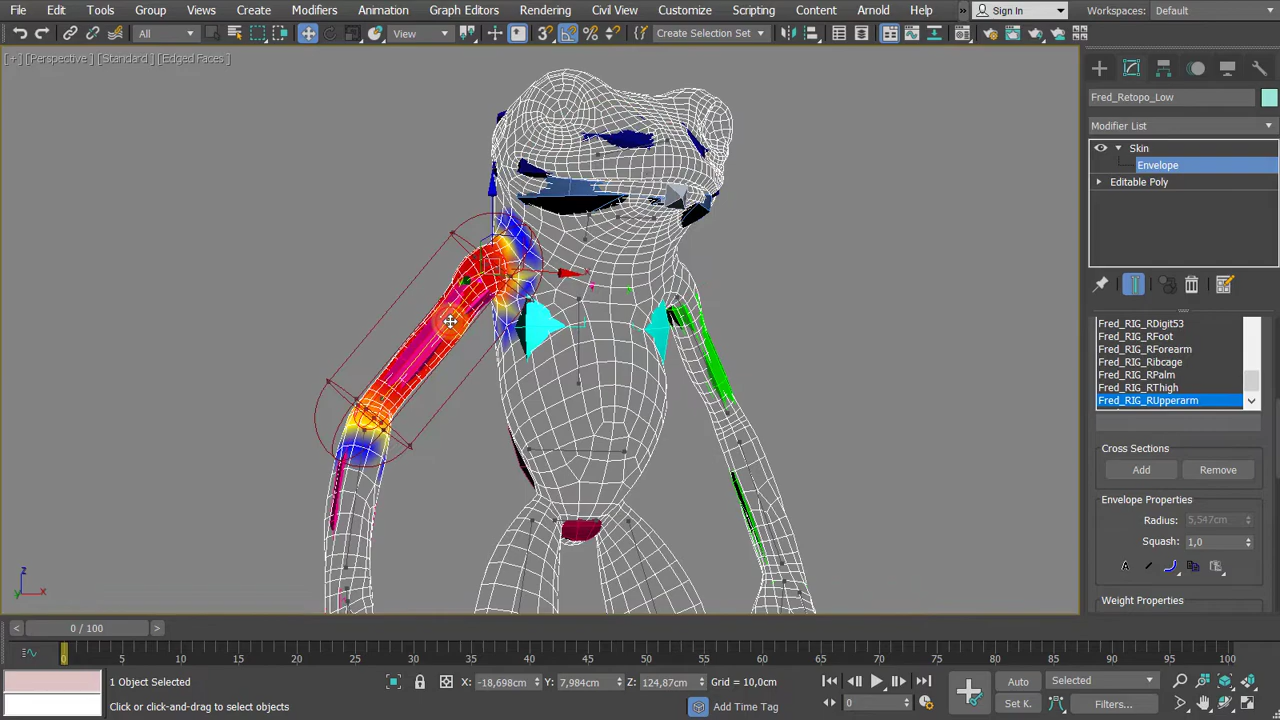 File Edit Tools Group Views Create Modifiers Animation Graph Editors Rendering Civil View Customize Scripting Content Arnold Help » Sign In Workspaces: Default
All View Create Selection Set
[+] [Perspective] [Standard] [Edged Faces]
Fred_Retopo_Low
Modifier List
Skin
Envelope
Editable Poly
Fred_RIG_RDigit53
Fred_RIG_RFoot
Fred_RIG_RForearm
Fred_RIG_Ribcage
Fred_RIG_RPalm
Fred_RIG_RThigh
Fred_RIG_RUpperarm
Cross Sections
Add Remove
Envelope Properties
Radius: 5,547cm
Squash: 1,0
Weight Properties
z
x
0 / 100
0 5 10 15 20 25 30 35 40 45 50 55 60 65 70 75 80 85 90 95 100
1 Object Selected X: -18,698cm Y: 7,984cm Z: 124,87cm Grid = 10,0cm Auto Selected
Click or click-and-drag to select objects Add Time Tag 0 Set K. Filters...